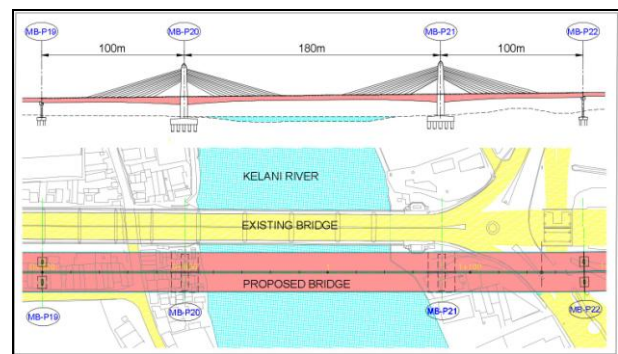 MB-P19 MB-P20 MB-P21 MB-P22
100m 180m 100m
KELANI RIVER
EXISTING BRIDGE
PROPOSED BRIDGE
MB-P19 MB-P20 MB-P21 MB-P22